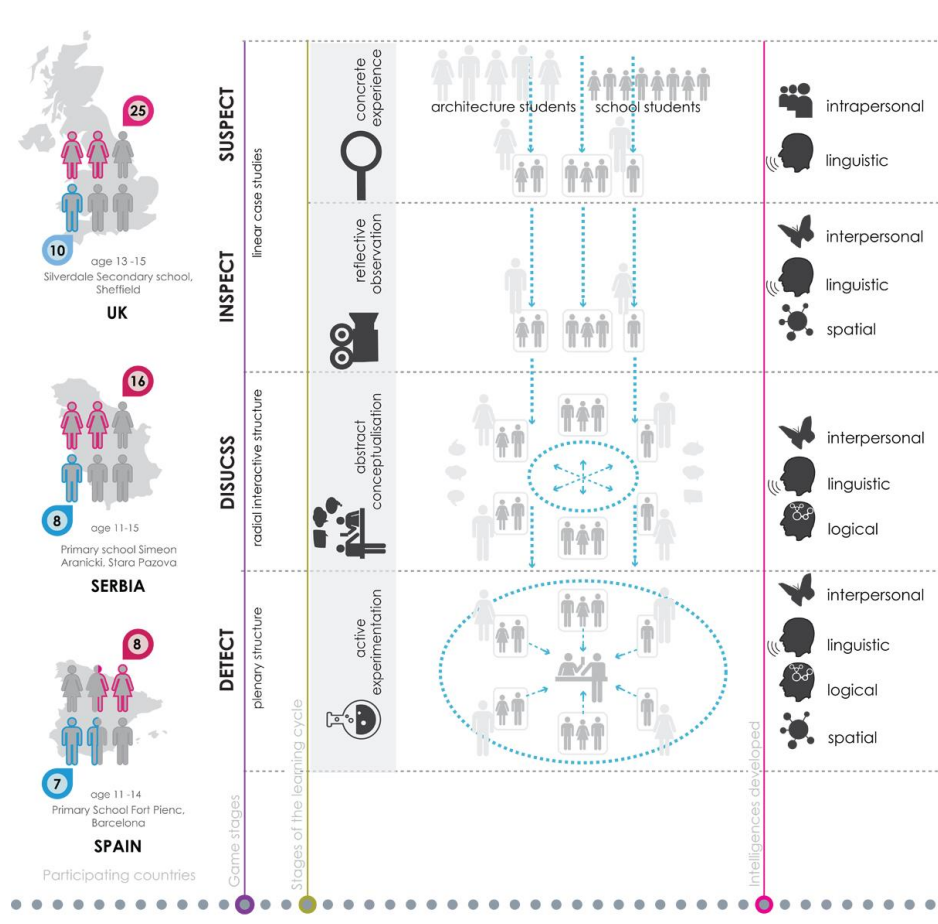 25
10
age 13 -15
Silverdale Secondary school,
Sheffield
UK
16
8
age 11-15
Primary school Simeon
Aranicki, Stara Pazova
SERBIA
8
7
age 11 -14
Primary School Fort Pienc,
Barcelona
SPAIN
Participating countries
SUSPECT
INSPECT
DISUCSS
DETECT
Game stages
linear case studies
radial interactive structure
plenary structure
Stages of the learning cycle
concrete
experience
reflective
observation
abstract
conceptualisation
active
experimentation
architecture students
school students
Intelligences developed
intrapersonal
linguistic
interpersonal
linguistic
spatial
interpersonal
linguistic
logical
interpersonal
linguistic
logical
spatial